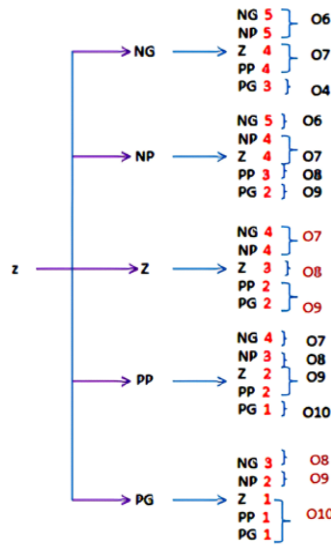 NG 5 } O6
NP 5
NG Z 4 } O7
PP 4
PG 3 } O4
NG 5 } O6
NP 4
NP Z 4 } O7
PP 3 } O8
PG 2 } O9
NG 4 } O7
NP 4
z Z Z 3 } O8
PP 2 } O9
PG 2
NG 4 } O7
NP 3 } O8
PP Z 2 } O9
PP 2
PG 1 } O10
NG 3 } O8
NP 2 } O9
PG Z 1 } O10
PP 1
PG 1